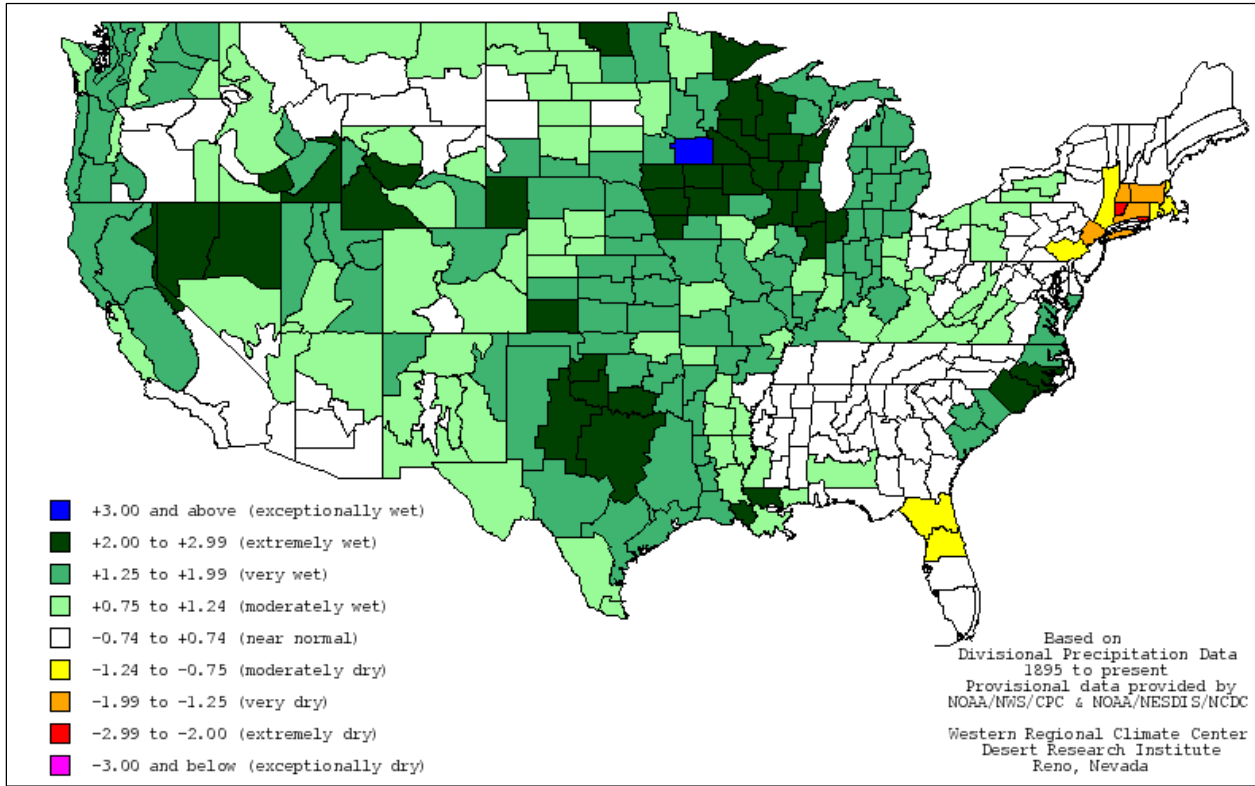 +3.00 and above (exceptionally wet)
+2.00 to +2.99 (extremely wet)
+1.25 to +1.99 (very wet)
+0.75 to +1.24 (moderately wet)
-0.74 to +0.74 (near normal)
-1.24 to -0.75 (moderately dry)
-1.99 to -1.25 (very dry)
-2.99 to -2.00 (extremely dry)
-3.00 and below (exceptionally dry)
Based on
Divisional Precipitation Data
1895 to present
Provisional data provided by
NOAA/NWS/CPC & NOAA/NESDIS/NCDC
Western Regional Climate Center
Desert Research Institute
Reno, Nevada